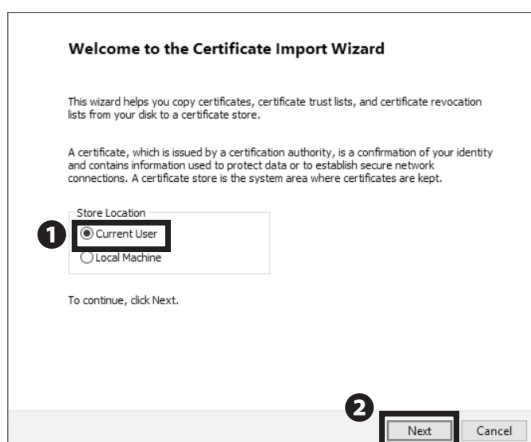 Welcome to the Certificate Import Wizard
This wizard helps you copy certificates, certificate trust lists, and certificate revocation
lists from your disk to a certificate store.
A certificate, which is issued by a certification authority, is a confirmation of your identity
and contains information used to protect data or to establish secure network
connections. A certificate store is the system area where certificates are kept.
Store Location
1 Current User
Local Machine
To continue, click Next.
2
Next Cancel